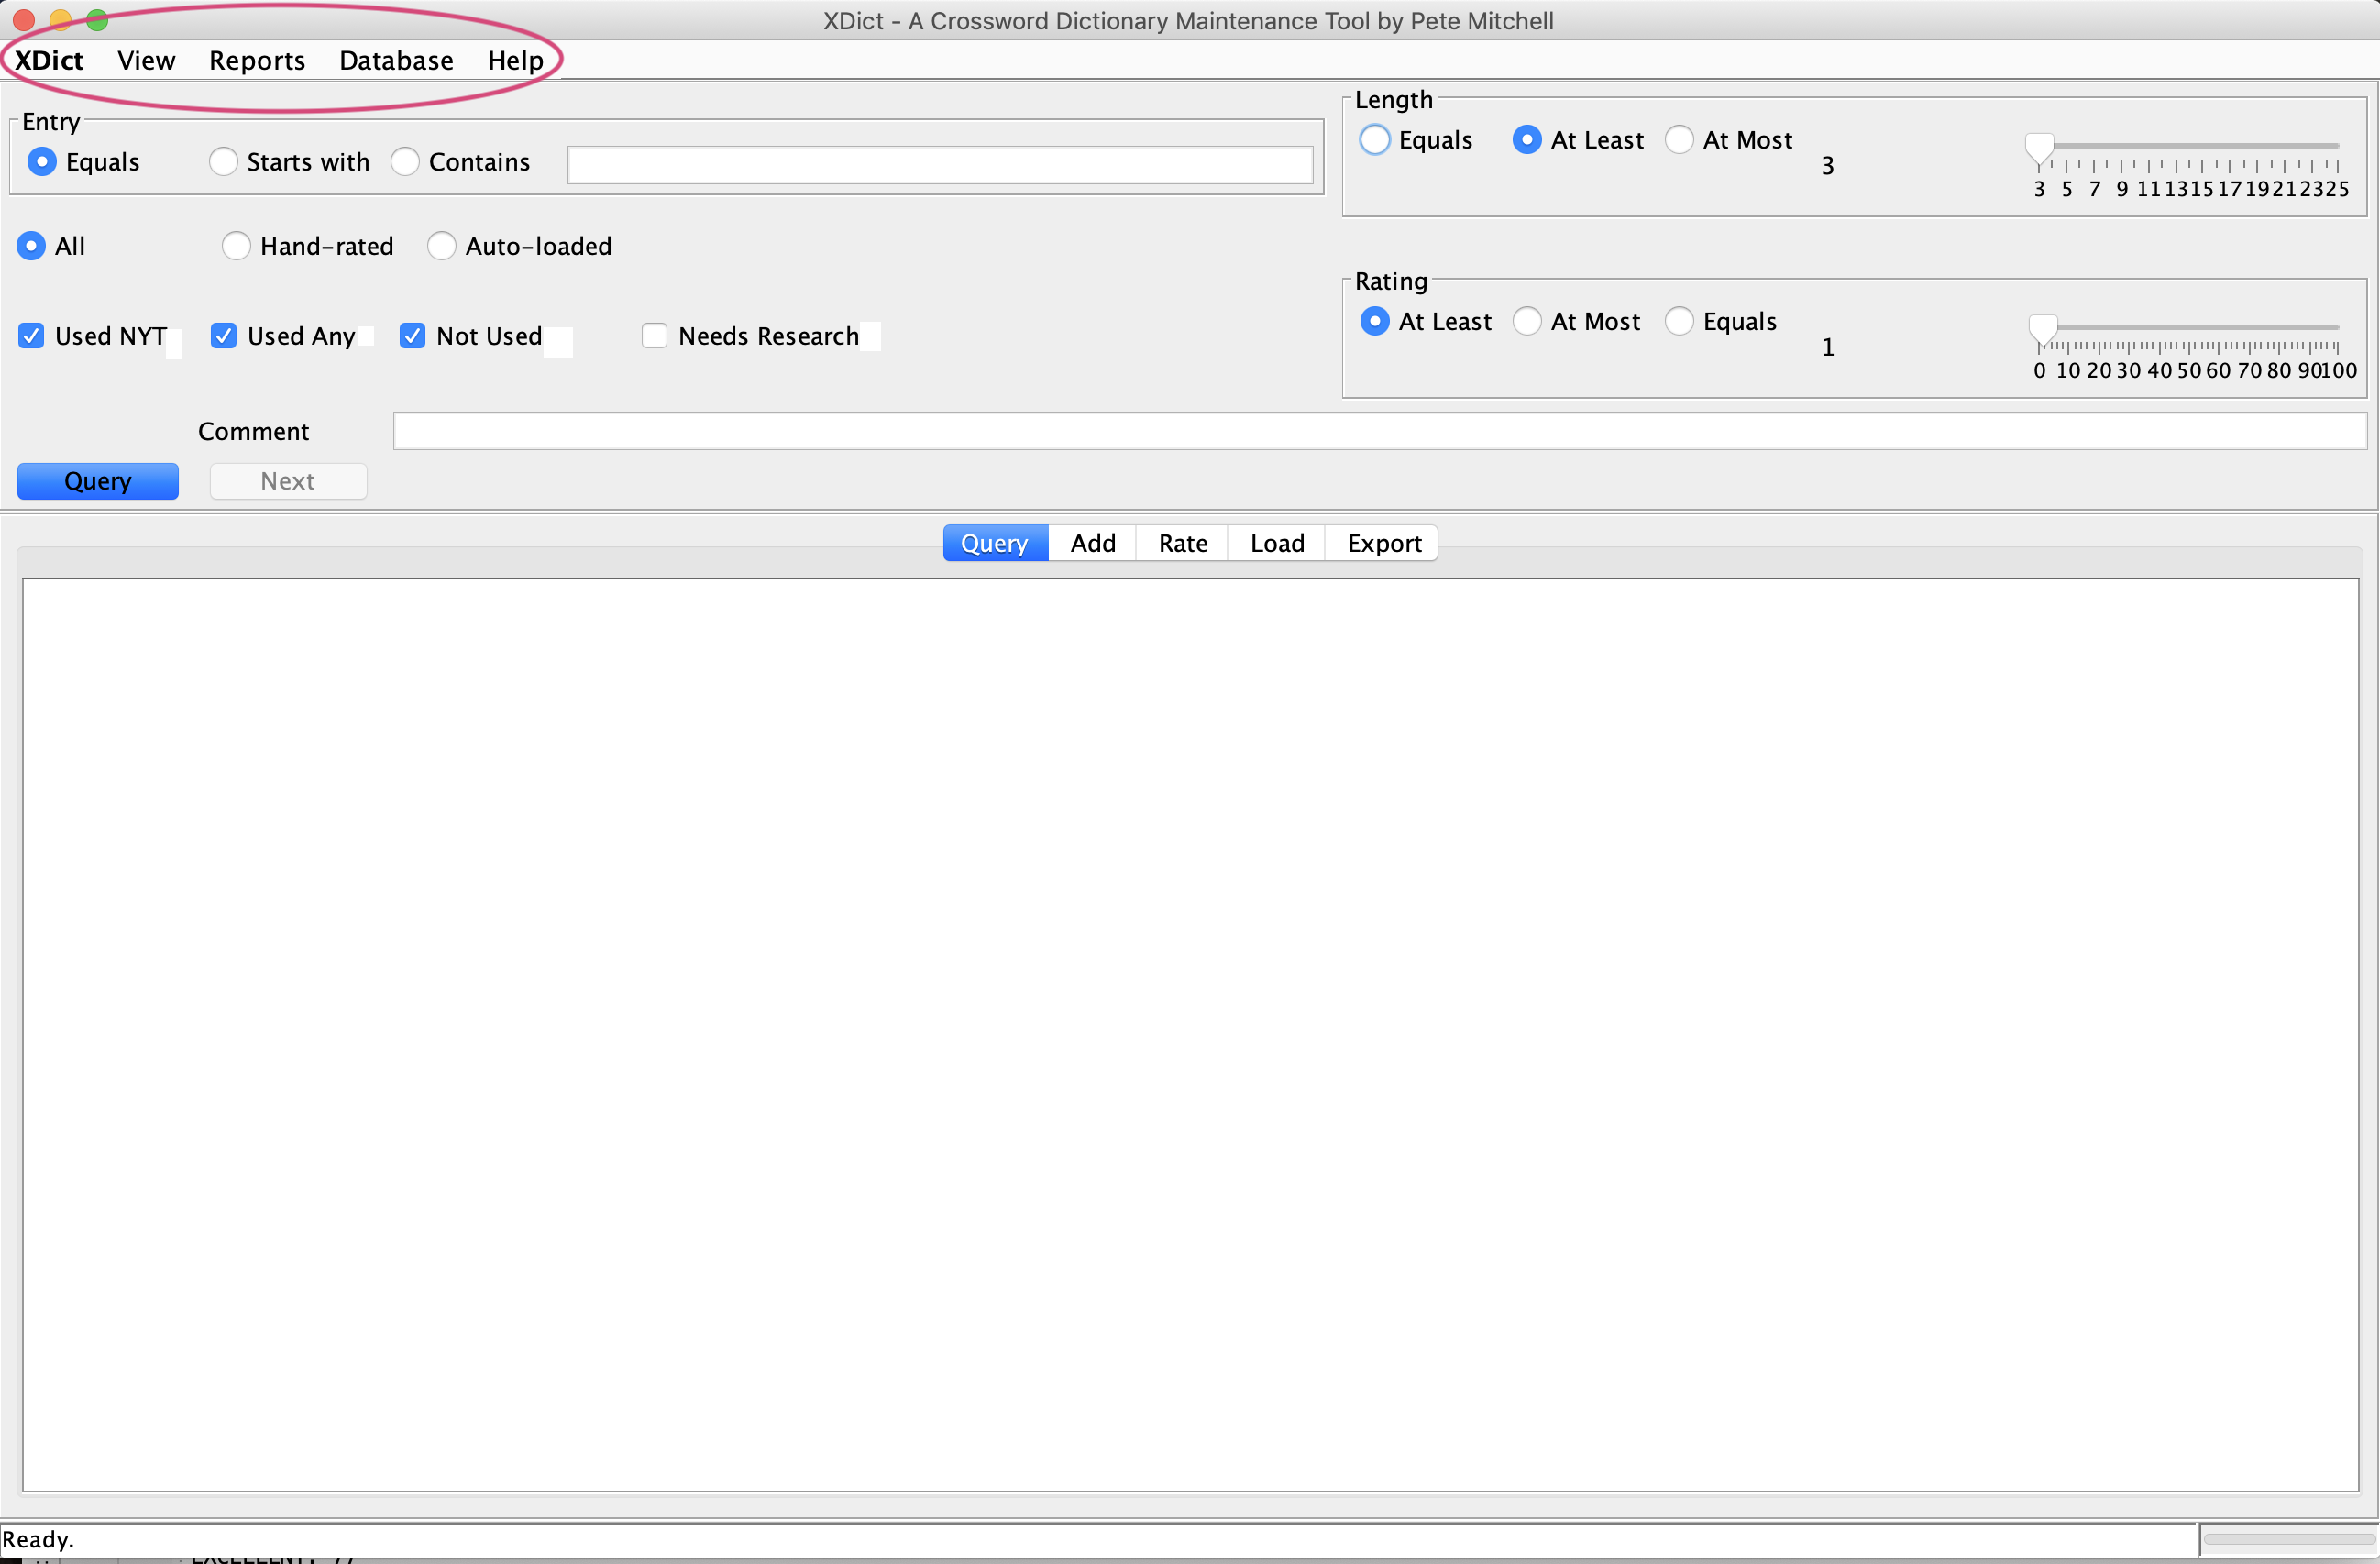 XDict - A Crossword Dictionary Maintenance Tool by Pete Mitchell
XDict View Reports Database Help
Entry
Equals Starts with Contains
Length
Equals At Least At Most
3
3 5 7 9 11 13 15 17 19 21 23 25
All Hand-rated Auto-loaded
Rating
At Least At Most Equals
1
0 10 20 30 40 50 60 70 80 90 100
Used NYT Used Any Not Used Needs Research
Comment
Query Next
Query Add Rate Load Export
Ready.